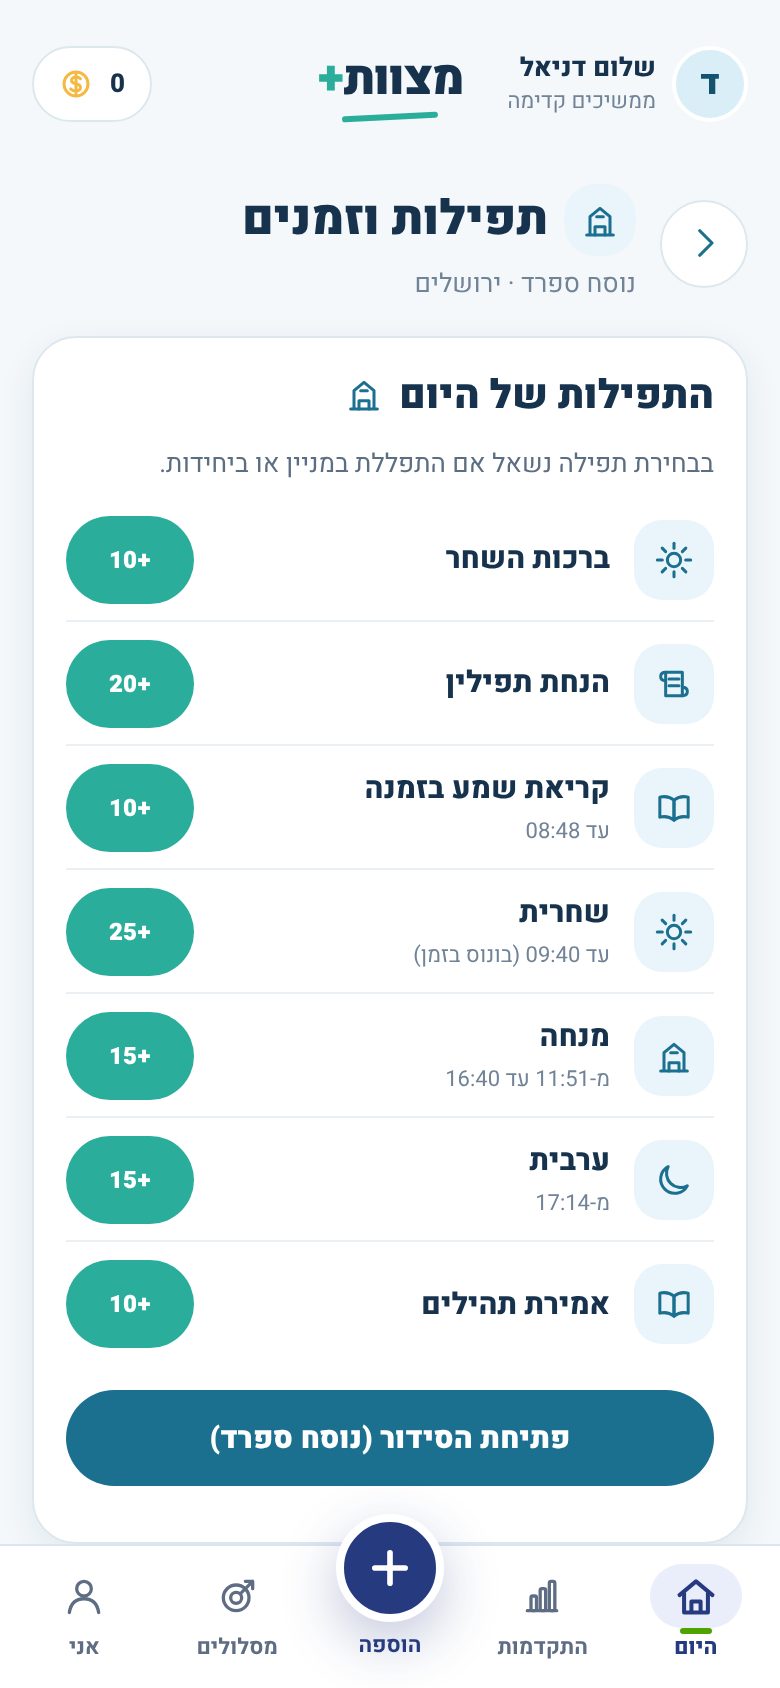 ד
שלום דניאל
ממשיכים קדימה
מצוות+
0
תפילות וזמנים
נוסח ספרד · ירושלים
התפילות של היום
בבחירת תפילה נשאל אם התפללת במניין או ביחידות.
ברכות השחר
+10
הנחת תפילין
+20
קריאת שמע בזמנה
עד 08:48
+10
שחרית
עד 09:40 (בונוס בזמן)
+25
מנחה
מ-11:51 עד 16:40
+15
ערבית
מ-17:14
+15
אמירת תהילים
+10
פתיחת הסידור (נוסח ספרד)
היום
התקדמות
הוספה
מסלולים
אני